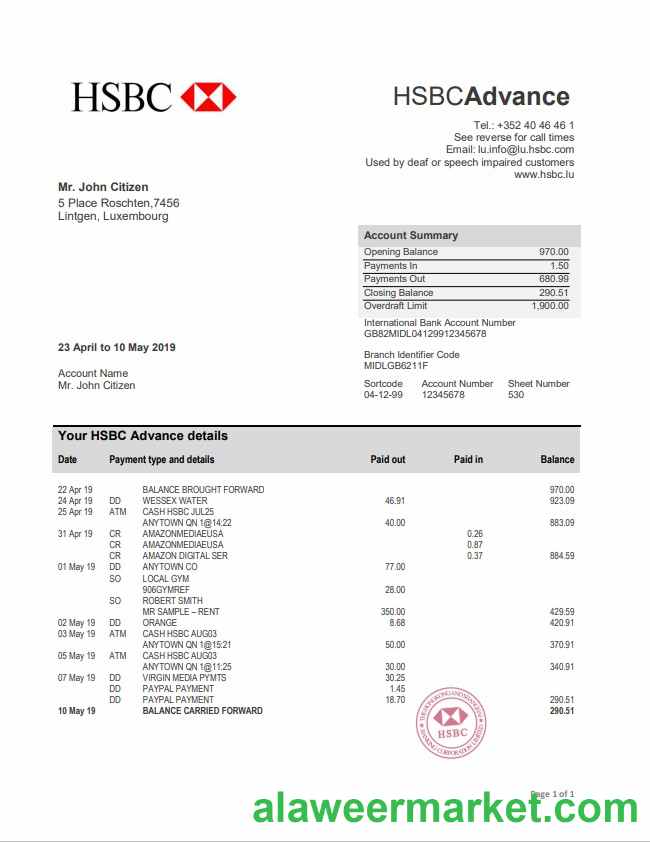 HSBC
HSBCAdvance
Tel.: +352 40 46 46 1
See reverse for call times
Email: lu.info@lu.hsbc.com
Used by deaf or speech impaired customers
www.hsbc.lu
Mr. John Citizen
5 Place Roschten,7456
Lintgen, Luxembourg
Account Summary
Opening Balance 970.00
Payments In 1.50
Payments Out 680.99
Closing Balance 290.51
Overdraft Limit 1,900.00
International Bank Account Number
GB82MIDL04129912345678
23 April to 10 May 2019
Branch Identifier Code
MIDLGB6211F
Account Name
Mr. John Citizen
Sortcode Account Number Sheet Number
04-12-99 12345678 530
Your HSBC Advance details
Date Payment type and details Paid out Paid in Balance
22 Apr 19 BALANCE BROUGHT FORWARD 970.00
24 Apr 19 DD WESSEX WATER 46.91 923.09
25 Apr 19 ATM CASH HSBC JUL25
ANYTOWN QN 1@14:22 40.00 883.09
31 Apr 19 CR AMAZONMEDIAEUSA 0.26
CR AMAZONMEDIAEUSA 0.87
CR AMAZON DIGITAL SER 0.37 884.59
01 May 19 DD ANYTOWN CO 77.00
SO LOCAL GYM
906GYMREF 28.00
SO ROBERT SMITH
MR SAMPLE – RENT 350.00 429.59
02 May 19 DD ORANGE 8.68 420.91
03 May 19 ATM CASH HSBC AUG03
ANYTOWN QN 1@15:21 50.00 370.91
05 May 19 ATM CASH HSBC AUG03
ANYTOWN QN 1@11:25 30.00 340.91
07 May 19 DD VIRGIN MEDIA PYMTS 30.25
DD PAYPAL PAYMENT 1.45
DD PAYPAL PAYMENT 18.70 290.51
10 May 19 BALANCE CARRIED FORWARD 290.51
THE HONGKONG AND SHANGHAI
HSBC
BANKING CORPORATION LIMITED
Page 1 of 1
alaweermarket.com